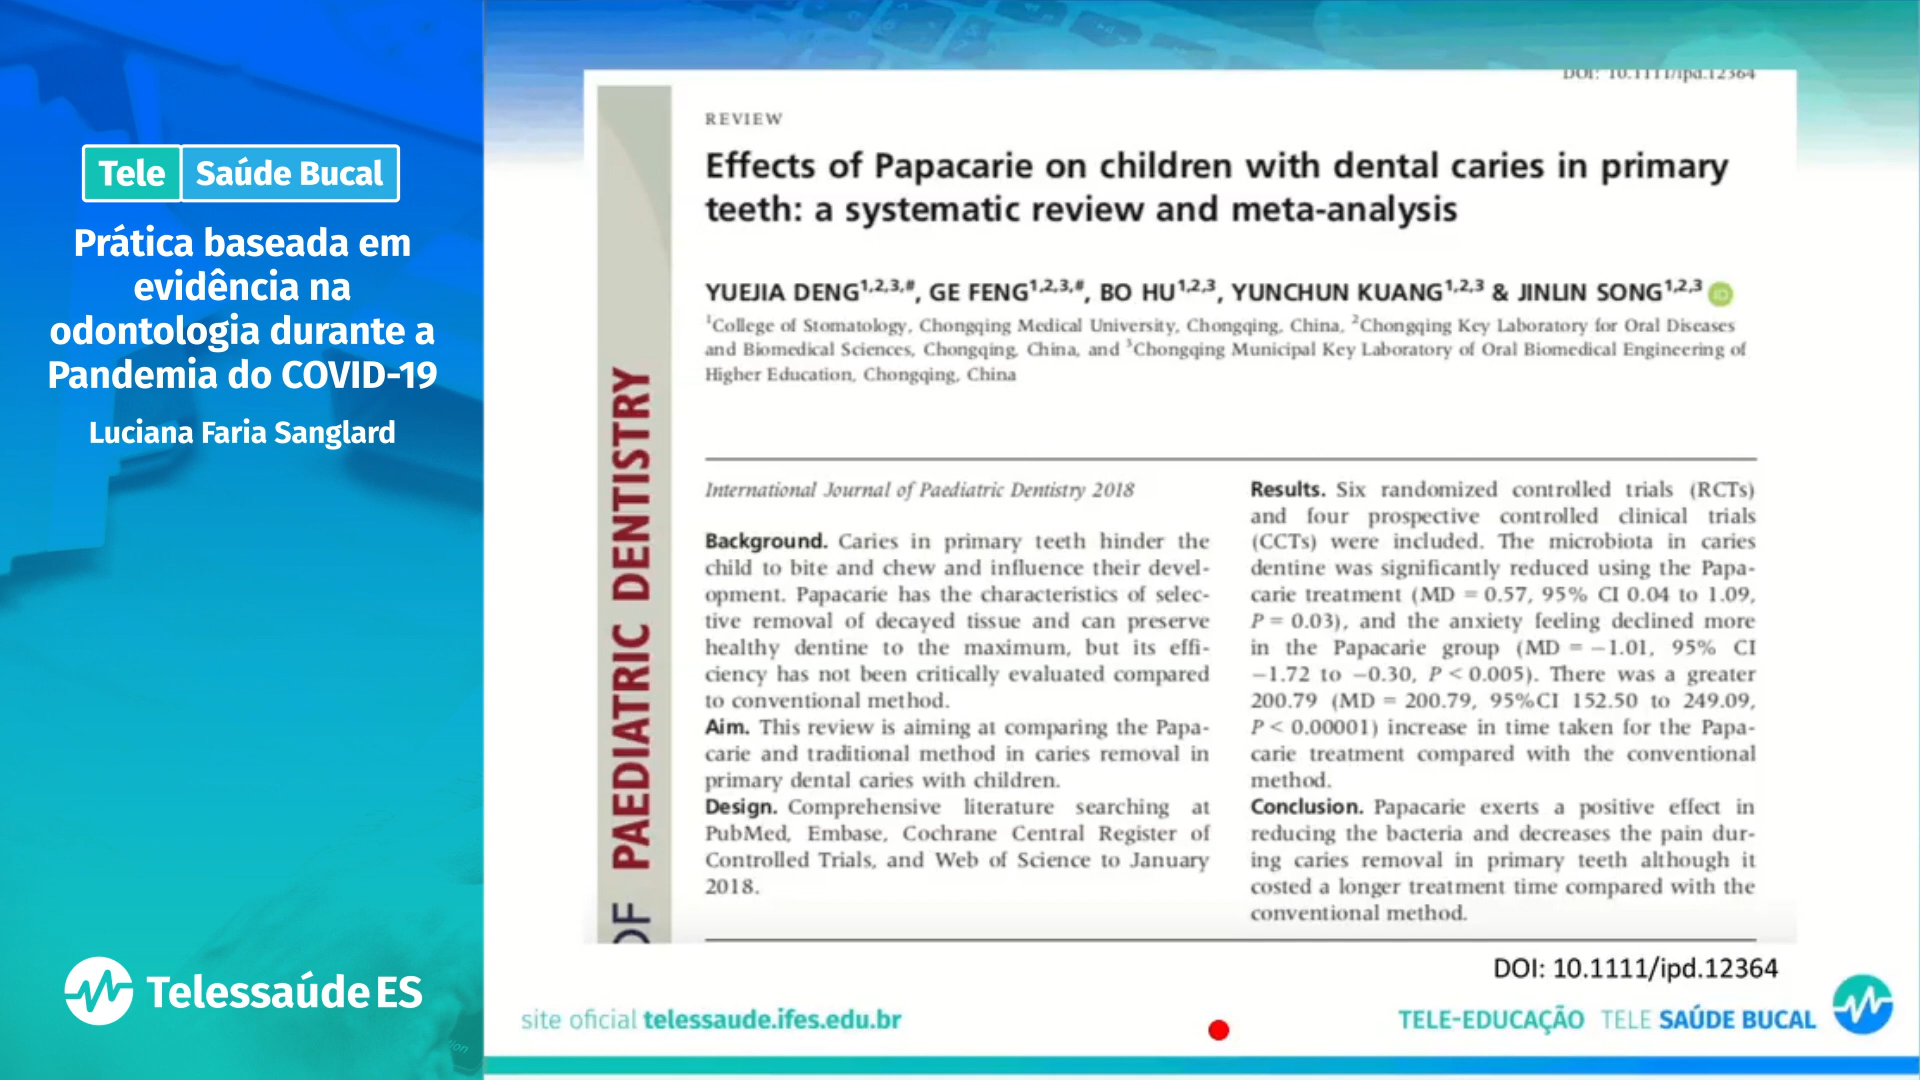 Tele Saúde Bucal
Prática baseada em
evidência na
odontologia durante a
Pandemia do COVID-19
Luciana Faria Sanglard
TelessaúdeES
DOI: 10.1111/ipd.12364
REVIEW
Effects of Papacarie on children with dental caries in primary
teeth: a systematic review and meta-analysis
YUEJIA DENG1,2,3,#, GE FENG1,2,3,#, BO HU1,2,3, YUNCHUN KUANG1,2,3 & JINLIN SONG1,2,3 iD
1College of Stomatology, Chongqing Medical University, Chongqing, China, 2Chongqing Key Laboratory for Oral Diseases
and Biomedical Sciences, Chongqing, China, and 3Chongqing Municipal Key Laboratory of Oral Biomedical Engineering of
Higher Education, Chongqing, China
OF PAEDIATRIC DENTISTRY
International Journal of Paediatric Dentistry 2018
Background. Caries in primary teeth hinder the
child to bite and chew and influence their devel-
opment. Papacarie has the characteristics of selec-
tive removal of decayed tissue and can preserve
healthy dentine to the maximum, but its effi-
ciency has not been critically evaluated compared
to conventional method.
Aim. This review is aiming at comparing the Papa-
carie and traditional method in caries removal in
primary dental caries with children.
Design. Comprehensive literature searching at
PubMed, Embase, Cochrane Central Register of
Controlled Trials, and Web of Science to January
2018.
Results. Six randomized controlled trials (RCTs)
and four prospective controlled clinical trials
(CCTs) were included. The microbiota in caries
dentine was significantly reduced using the Papa-
carie treatment (MD = 0.57, 95% CI 0.04 to 1.09,
P = 0.03), and the anxiety feeling declined more
in the Papacarie group (MD = −1.01, 95% CI
−1.72 to −0.30, P < 0.005). There was a greater
200.79 (MD = 200.79, 95%CI 152.50 to 249.09,
P < 0.00001) increase in time taken for the Papa-
carie treatment compared with the conventional
method.
Conclusion. Papacarie exerts a positive effect in
reducing the bacteria and decreases the pain dur-
ing caries removal in primary teeth although it
costed a longer treatment time compared with the
conventional method.
DOI: 10.1111/ipd.12364
site oficial telessaude.ifes.edu.br
TELE-EDUCAÇÃO TELE SAÚDE BUCAL